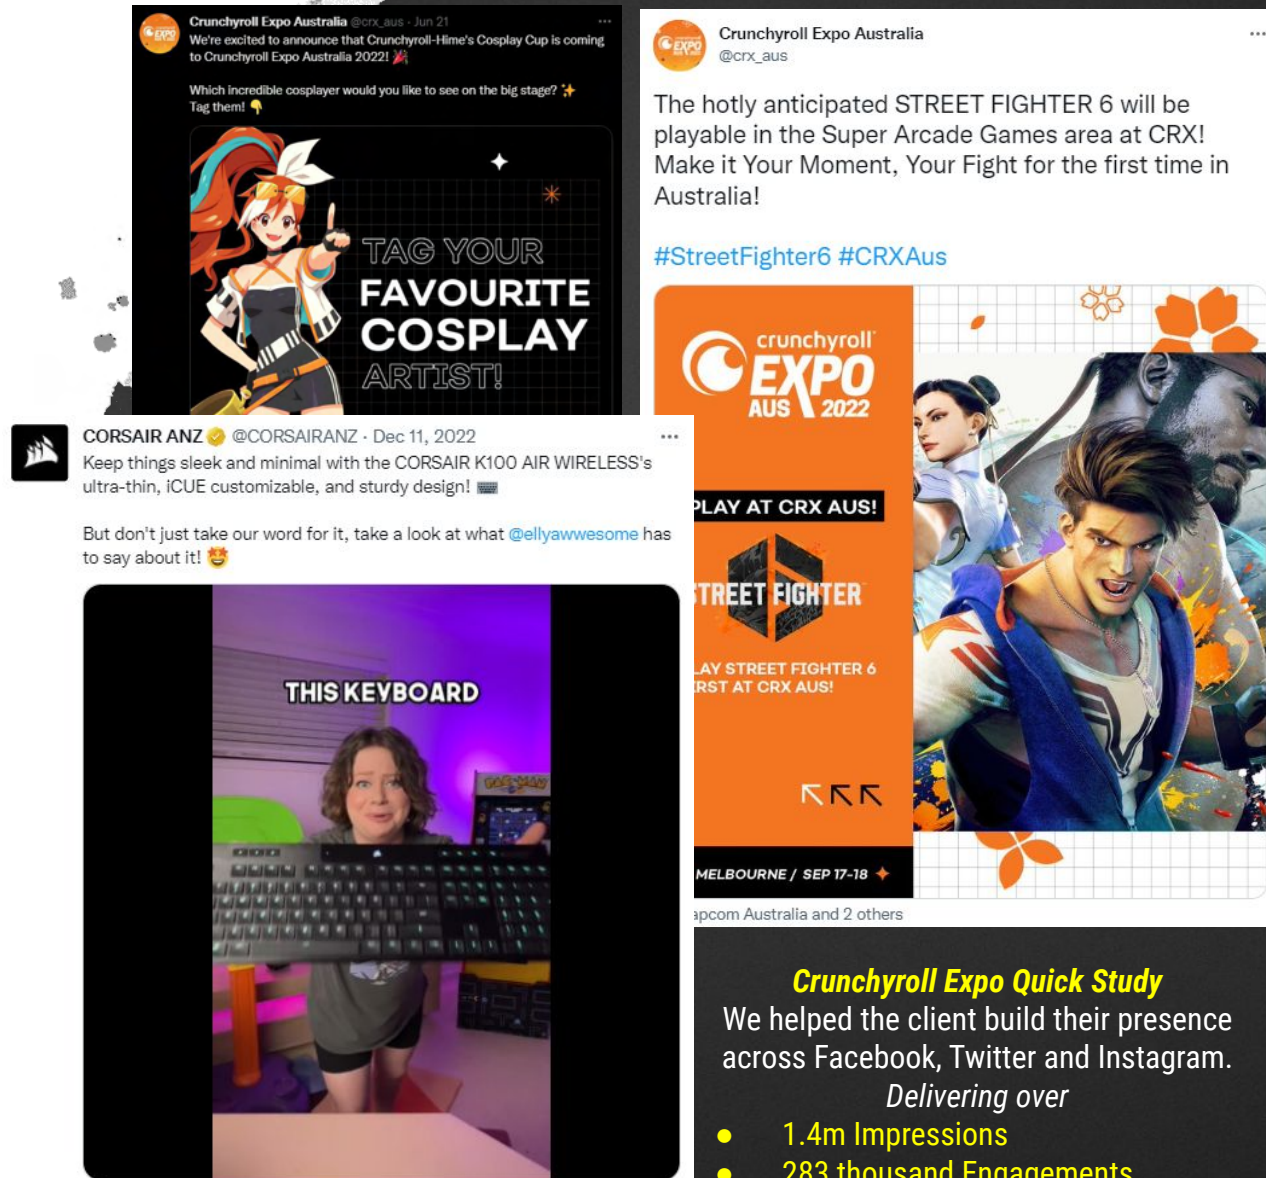 Crunchyroll Expo Australia @crx_aus · Jun 21
We're excited to announce that Crunchyroll-Hime's Cosplay Cup is coming
to Crunchyroll Expo Australia 2022! 🎉
Which incredible cosplayer would you like to see on the big stage? ✨
Tag them! 👇
TAG YOUR
FAVOURITE
COSPLAY
ARTIST!
Crunchyroll Expo Australia
@crx_aus
The hotly anticipated STREET FIGHTER 6 will be
playable in the Super Arcade Games area at CRX!
Make it Your Moment, Your Fight for the first time in
Australia!
#StreetFighter6 #CRXAus
crunchyroll
EXPO
AUS 2022
PLAY AT CRX AUS!
STREET FIGHTER
LAY STREET FIGHTER 6
RST AT CRX AUS!
MELBOURNE / SEP 17-18
apcom Australia and 2 others
CORSAIR ANZ @CORSAIRANZ · Dec 11, 2022
Keep things sleek and minimal with the CORSAIR K100 AIR WIRELESS's
ultra-thin, iCUE customizable, and sturdy design! ⌨️
But don't just take our word for it, take a look at what @ellyawwesome has
to say about it! 🤩
THIS KEYBOARD
PAC-MAN
Crunchyroll Expo Quick Study
We helped the client build their presence
across Facebook, Twitter and Instagram.
Delivering over
● 1.4m Impressions
● 283 thousand Engagements